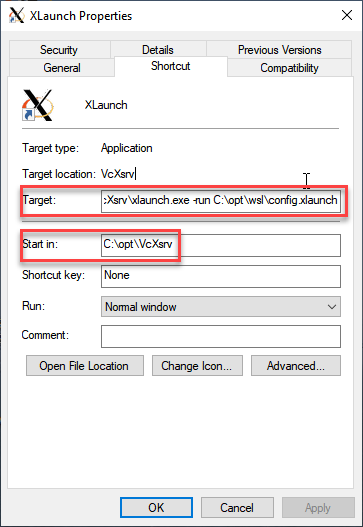 XLaunch Properties
Security Details Previous Versions
General Shortcut Compatibility
XLaunch
Target type: Application
Target location: VcXsrv
Target: :Xsrv\xlaunch.exe -run C:\opt\wsl\config.xlaunch
Start in: C:\opt\VcXsrv
Shortcut key: None
Run: Normal window
Comment:
Open File Location Change Icon... Advanced...
OK Cancel Apply